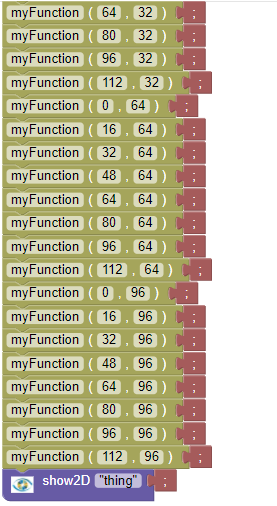 myFunction ( 64 , 32 ) ;
myFunction ( 80 , 32 ) ;
myFunction ( 96 , 32 ) ;
myFunction ( 112 , 32 ) ;
myFunction ( 0 , 64 ) ;
myFunction ( 16 , 64 ) ;
myFunction ( 32 , 64 ) ;
myFunction ( 48 , 64 ) ;
myFunction ( 64 , 64 ) ;
myFunction ( 80 , 64 ) ;
myFunction ( 96 , 64 ) ;
myFunction ( 112 , 64 ) ;
myFunction ( 0 , 96 ) ;
myFunction ( 16 , 96 ) ;
myFunction ( 32 , 96 ) ;
myFunction ( 48 , 96 ) ;
myFunction ( 64 , 96 ) ;
myFunction ( 80 , 96 ) ;
myFunction ( 96 , 96 ) ;
myFunction ( 112 , 96 ) ;
show2D "thing" ;